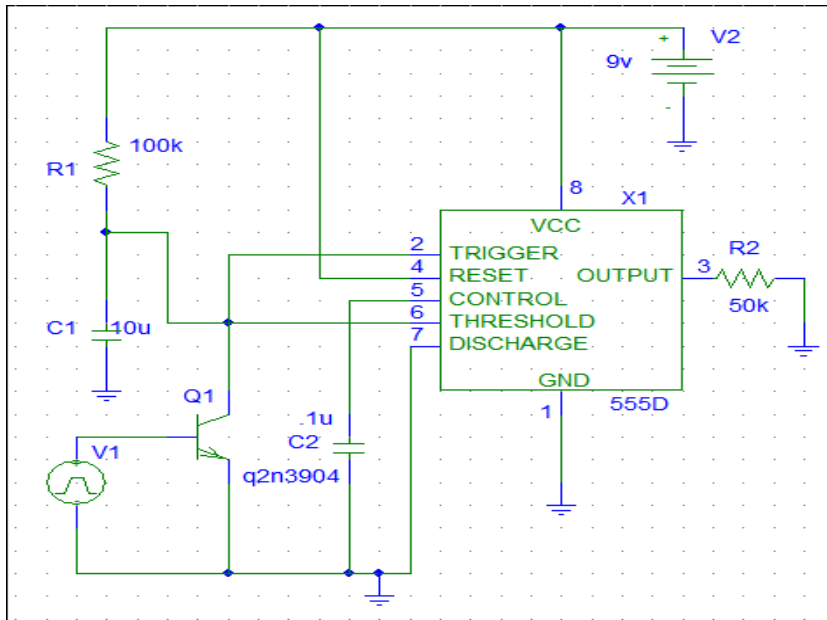 V2
+
9v
-
100k
R1
8
X1
VCC
2
TRIGGER
R2
4
RESET
OUTPUT
3
5
CONTROL
50k
C1
10u
6
THRESHOLD
7
DISCHARGE
GND
Q1
1
555D
.1u
C2
V1
q2n3904